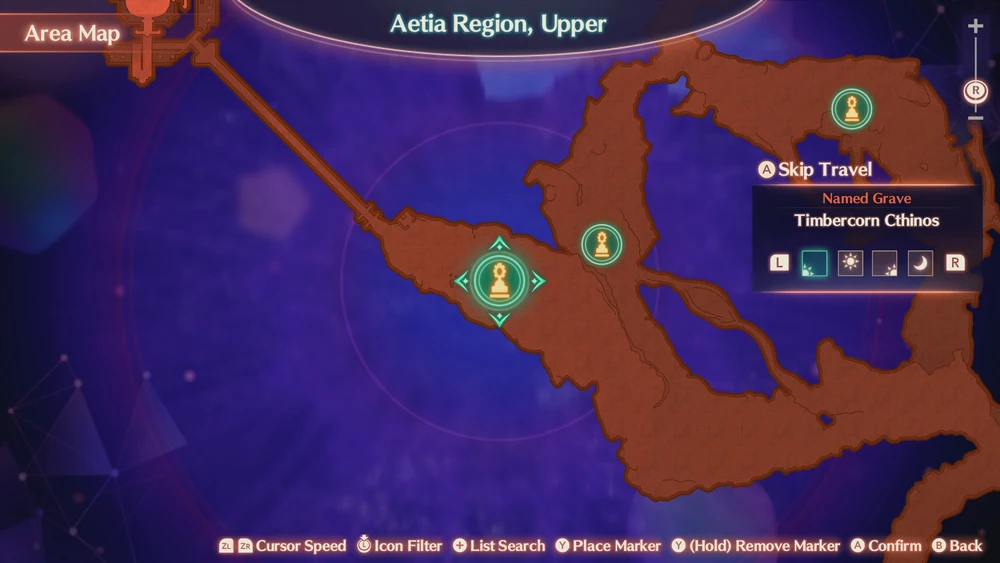 Aetia Region, Upper
Area Map
R
A Skip Travel
Named Grave
Timbercorn Cthinos
L R
ZL ZR Cursor Speed L Icon Filter List Search Y Place Marker Y (Hold) Remove Marker A Confirm B Back